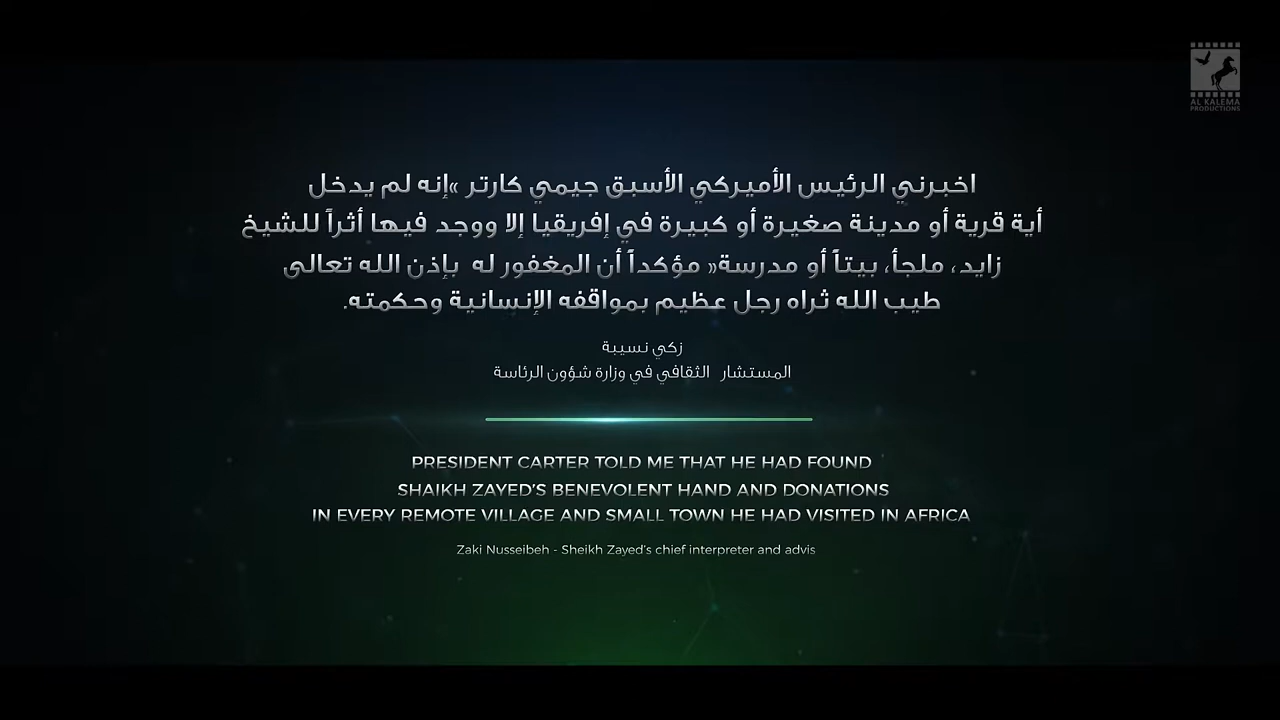 AL KALEMA
PRODUCTIONS
اخبرني الرئيس الأميركي الأسبق جيمي كارتر »إنه لم يدخل
أية قرية أو مدينة صغيرة أو كبيرة في إفريقيا إلا ووجد فيها أثراً للشيخ
زايد، ملجأ، بيتاً أو مدرسة« مؤكداً أن المغفور له بإذن الله تعالى
طيب الله ثراه رجل عظيم بمواقفه الإنسانية وحكمته.
زكي نسيبة
المستشار الثقافي في وزارة شؤون الرئاسة
PRESIDENT CARTER TOLD ME THAT HE HAD FOUND
SHAIKH ZAYED'S BENEVOLENT HAND AND DONATIONS
IN EVERY REMOTE VILLAGE AND SMALL TOWN HE HAD VISITED IN AFRICA
Zaki Nusseibeh - Sheikh Zayed's chief interpreter and advis